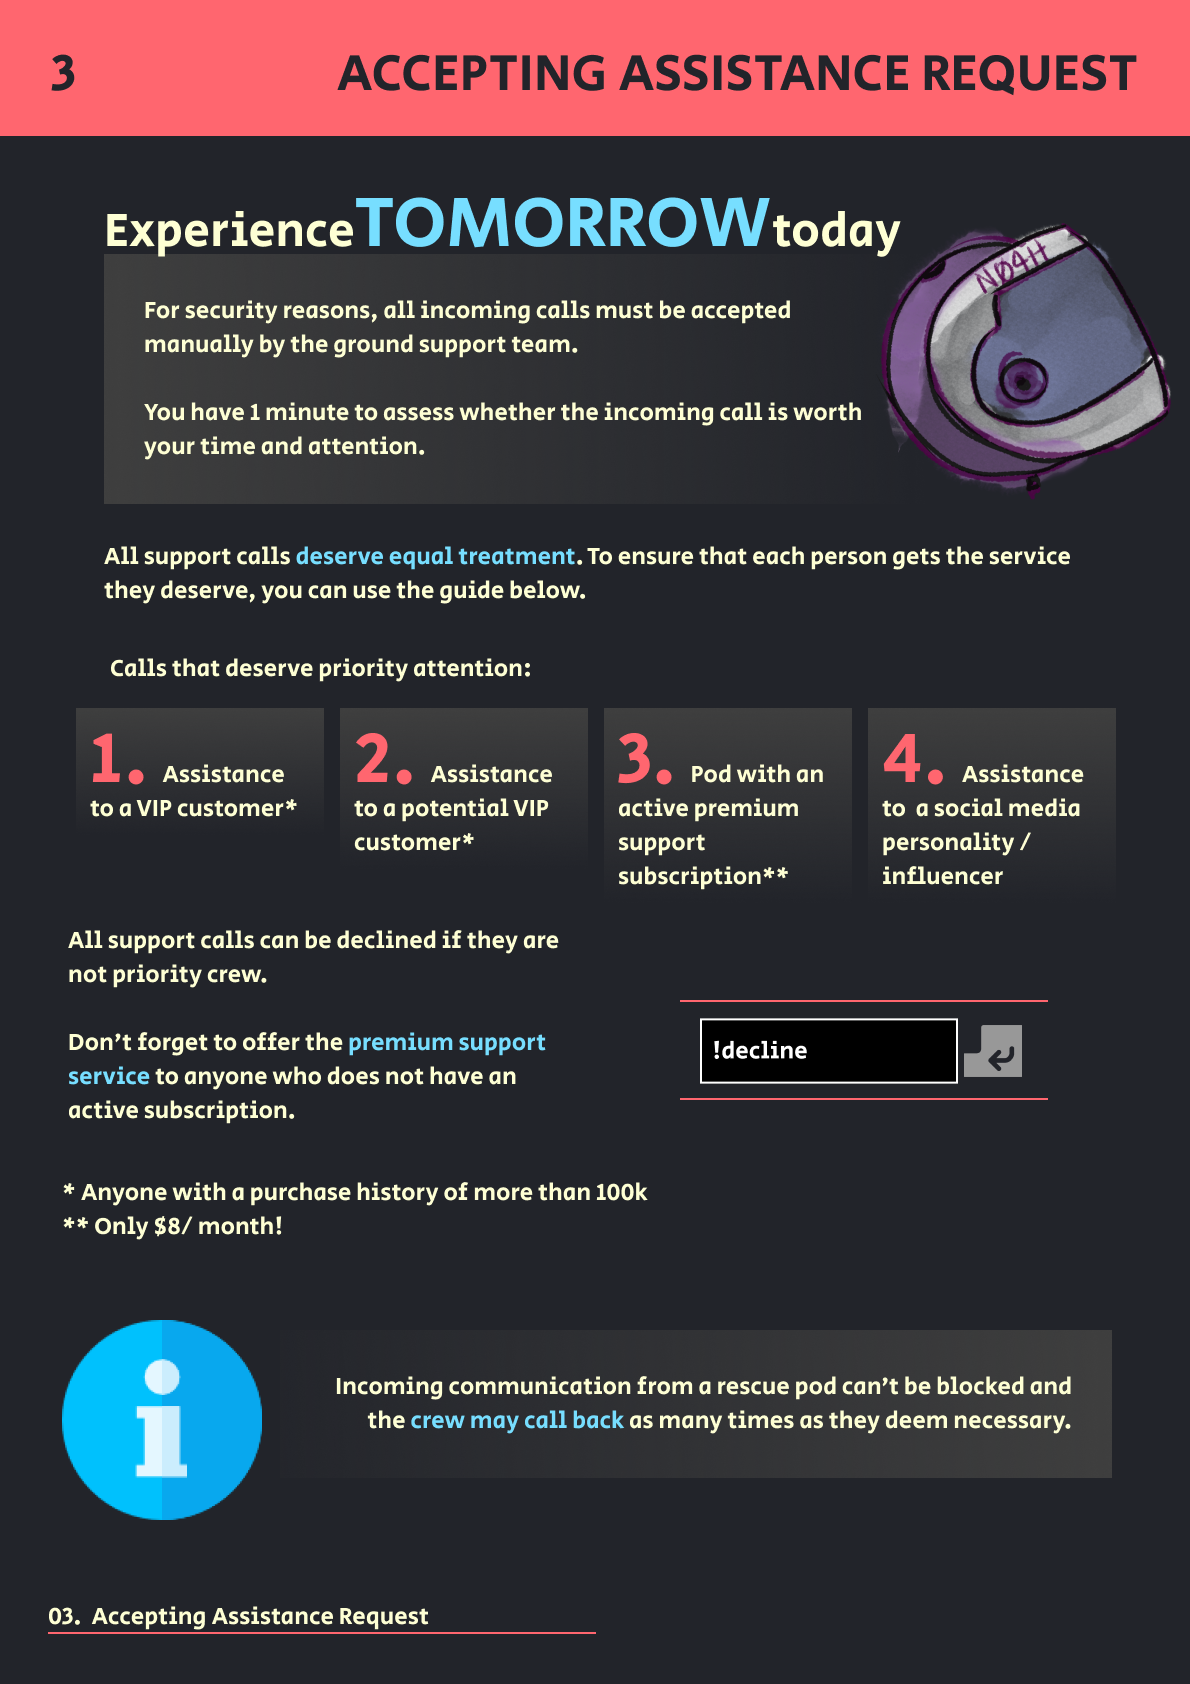 3
ACCEPTING ASSISTANCE REQUEST
Experience TOMORROW today
NØ4H
For security reasons, all incoming calls must be accepted
manually by the ground support team.
You have 1 minute to assess whether the incoming call is worth
your time and attention.
All support calls deserve equal treatment. To ensure that each person gets the service
they deserve, you can use the guide below.
Calls that deserve priority attention:
1. Assistance
to a VIP customer*
2. Assistance
to a potential VIP
customer*
3. Pod with an
active premium
support
subscription**
4. Assistance
to a social media
personality /
influencer
All support calls can be declined if they are
not priority crew.
Don't forget to offer the premium support
service to anyone who does not have an
active subscription.
!decline
* Anyone with a purchase history of more than 100k
** Only $8/ month!
Incoming communication from a rescue pod can't be blocked and
the crew may call back as many times as they deem necessary.
03. Accepting Assistance Request